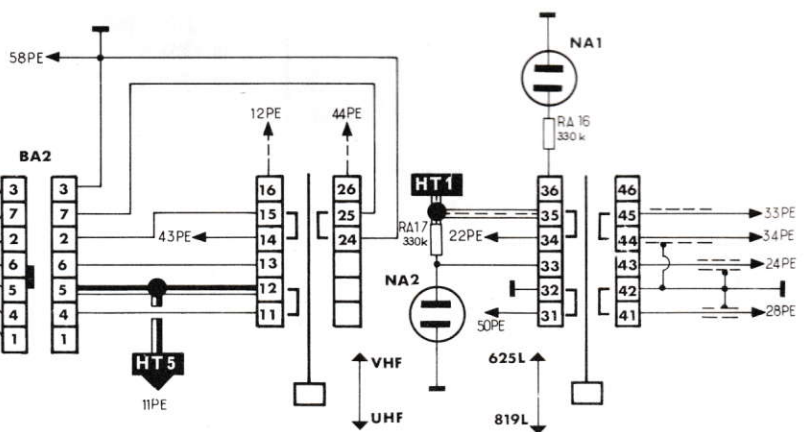 58PE
BA2
3
7
2
6
5
4
1
3
7
2
6
5
4
1
HT5
11PE
12PE
43PE
16
15
14
13
12
11
44PE
26
25
24
VHF
UHF
HT1
RA17
330k
22PE
NA2
50PE
NA1
RA16
330k
36
35
34
33
32
31
625L
819L
46
45
44
43
42
41
33PE
34PE
24PE
28PE